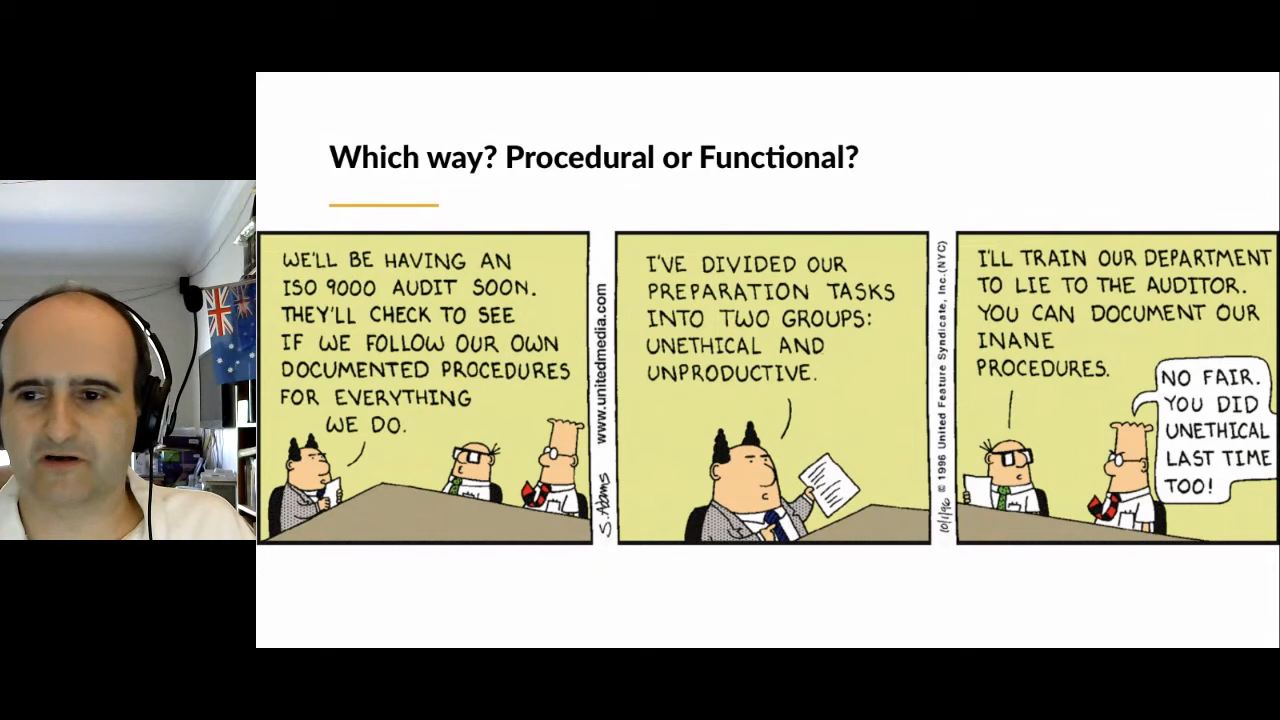 Which way? Procedural or Functional?
WE'LL BE HAVING AN
ISO 9000 AUDIT SOON.
THEY'LL CHECK TO SEE
IF WE FOLLOW OUR OWN
DOCUMENTED PROCEDURES
FOR EVERYTHING
WE DO.
www.unitedmedia.com
S. Adams
I'VE DIVIDED OUR
PREPARATION TASKS
INTO TWO GROUPS:
UNETHICAL AND
UNPRODUCTIVE.
10/1/96 © 1996 United Feature Syndicate, Inc.(NYC)
I'LL TRAIN OUR DEPARTMENT
TO LIE TO THE AUDITOR.
YOU CAN DOCUMENT OUR
INANE
PROCEDURES.
NO FAIR.
YOU DID
UNETHICAL
LAST TIME
TOO!